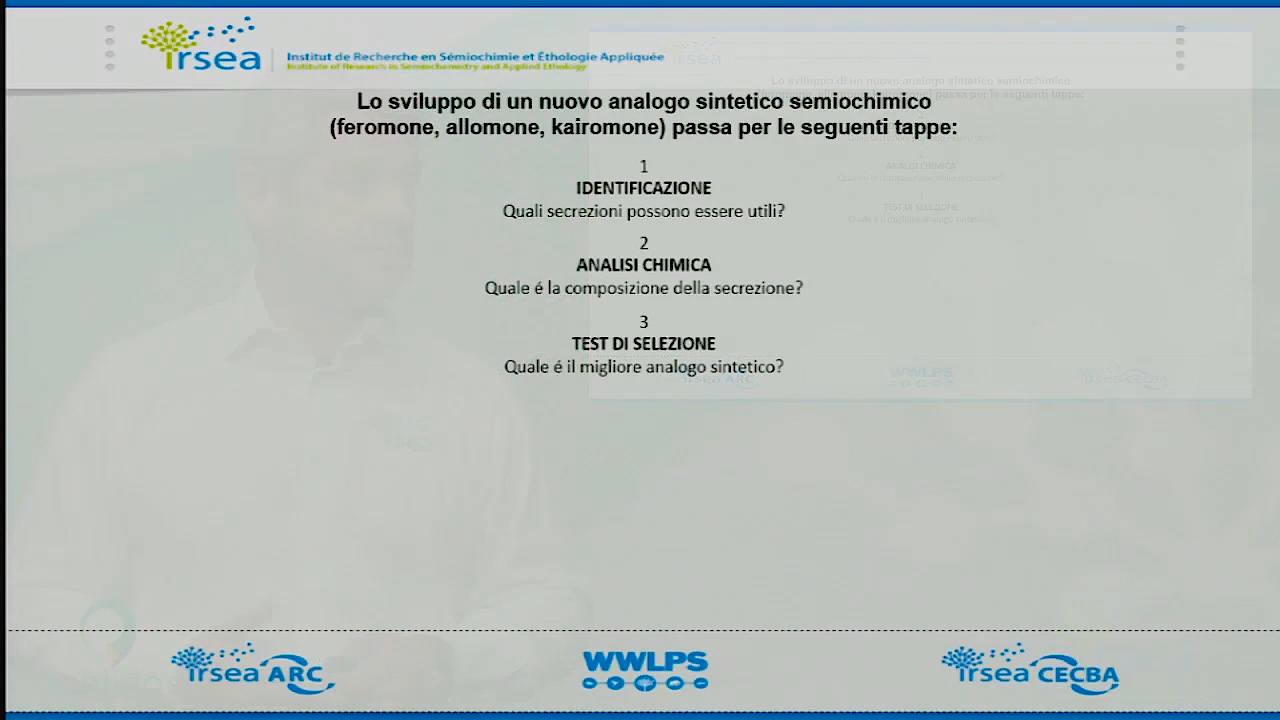 irsea
Institut de Recherche en Sémiochimie et Éthologie Appliquée
Institute of Research in Semiochemistry and Applied Ethology
Lo sviluppo di un nuovo analogo sintetico semiochimico
(feromone, allomone, kairomone) passa per le seguenti tappe:
1
IDENTIFICAZIONE
Quali secrezioni possono essere utili?
2
ANALISI CHIMICA
Quale é la composizione della secrezione?
3
TEST DI SELEZIONE
Quale é il migliore analogo sintetico?
irsea ARC
WWLPS
irsea CECBA